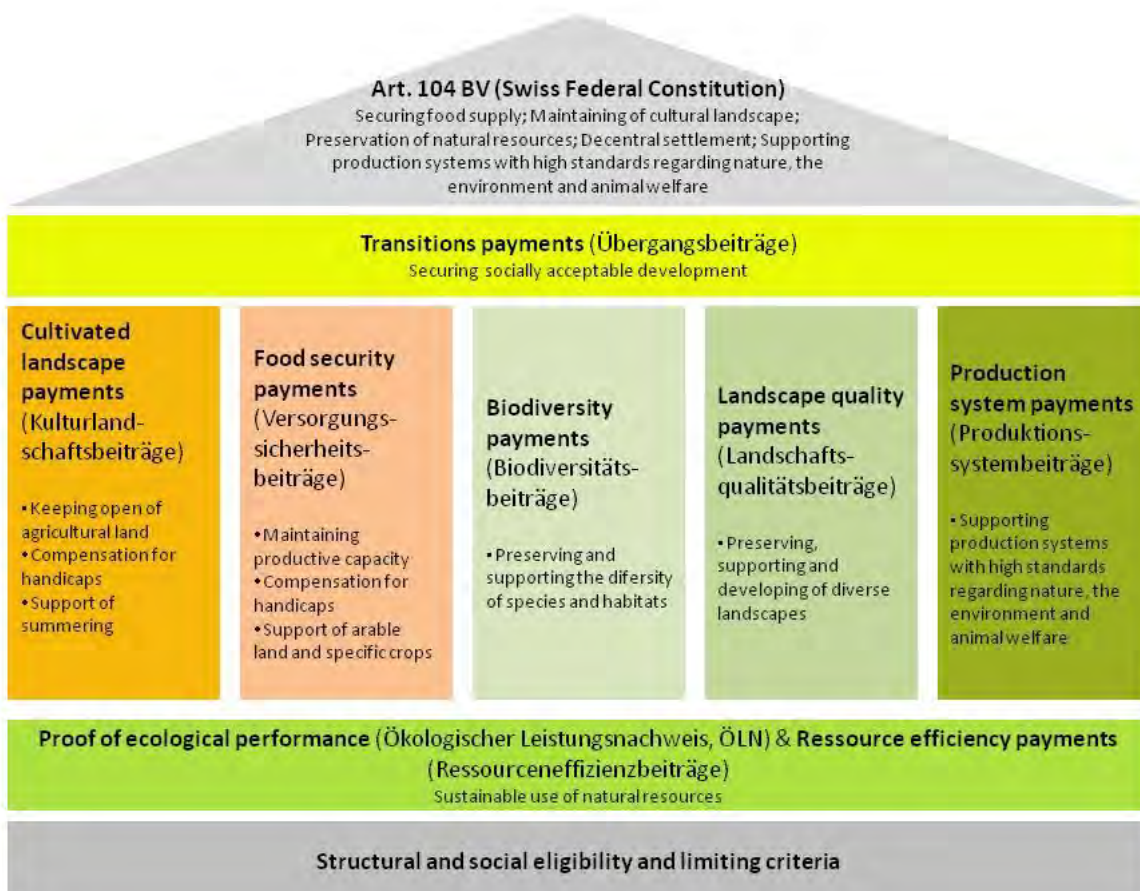 Art. 104 BV (Swiss Federal Constitution)
Securing food supply; Maintaining of cultural landscape;
Preservation of natural resources; Decentral settlement; Supporting
production systems with high standards regarding nature, the
environment and animal welfare
Transitions payments (Übergangsbeiträge)
Securing socially acceptable development
Cultivated
landscape
payments
(Kulturland-
schaftsbeiträge)
• Keeping open of
agricultural land
• Compensation for
handicaps
• Support of
summering
Food security
payments
(Versorgungs-
sicherheits-
beiträge)
• Maintaining
productive capacity
• Compensation for
handicaps
• Support of arable
land and specific crops
Biodiversity
payments
(Biodiversitäts-
beiträge)
• Preserving and
supporting the difersity
of species and habitats
Landscape quality
payments
(Landschafts-
qualitätsbeiträge)
• Preserving,
supporting and
developing of diverse
landscapes
Production
system payments
(Produktions-
systembeiträge)
• Supporting
production systems
with high standards
regarding nature, the
environment and
animal welfare
Proof of ecological performance (Ökologischer Leistungsnachweis, ÖLN) & Ressource efficiency payments
(Ressourceneffizienzbeiträge)
Sustainable use of natural resources
Structural and social eligibility and limiting criteria